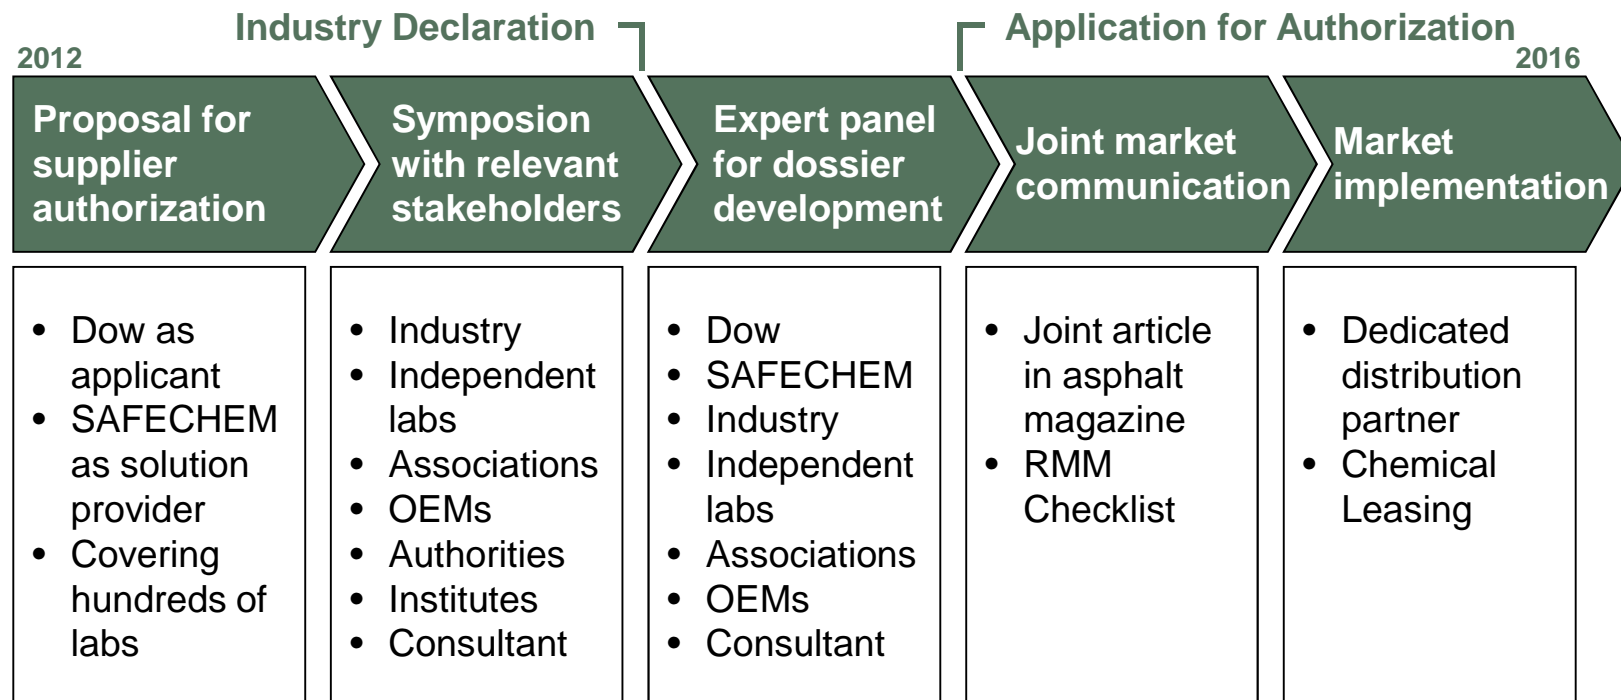 Industry Declaration
Application for Authorization
2012
2016
Proposal for
supplier
authorization
Symposion
with relevant
stakeholders
Expert panel
for dossier
development
Joint market
communication
Market
implementation
• Dow as
applicant
• SAFECHEM
as solution
provider
• Covering
hundreds of
labs
• Industry
• Independent
labs
• Associations
• OEMs
• Authorities
• Institutes
• Consultant
• Dow
• SAFECHEM
• Industry
• Independent
labs
• Associations
• OEMs
• Consultant
• Joint article
in asphalt
magazine
• RMM
Checklist
• Dedicated
distribution
partner
• Chemical
Leasing